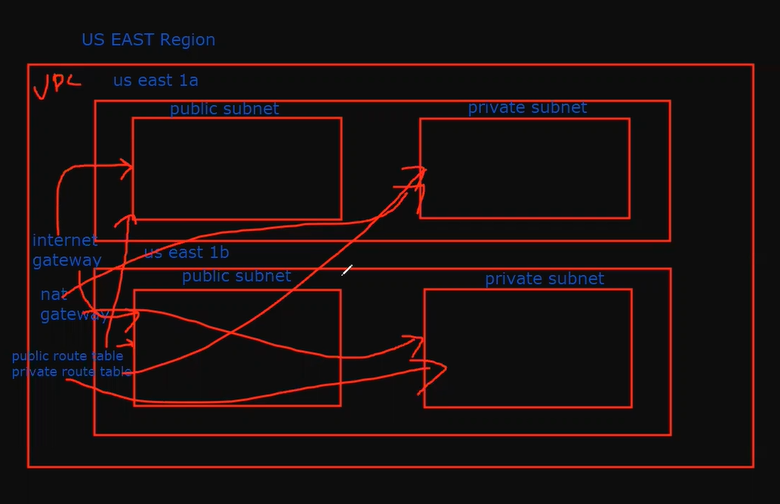 US EAST Region
VPC
us east 1a
public subnet
private subnet
internet
gateway
us east 1b
public subnet
private subnet
nat
gateway
public route table
private route table